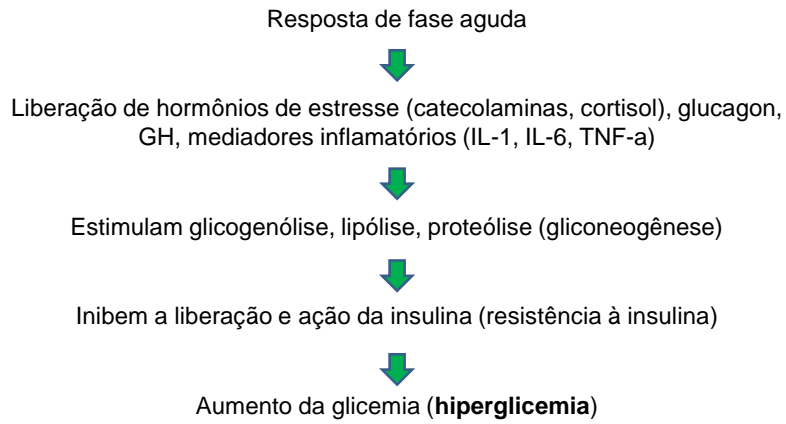 Resposta de fase aguda
Liberação de hormônios de estresse (catecolaminas, cortisol), glucagon,
GH, mediadores inflamatórios (IL-1, IL-6, TNF-a)
Estimulam glicogenólise, lipólise, proteólise (gliconeogênese)
Inibem a liberação e ação da insulina (resistência à insulina)
Aumento da glicemia (hiperglicemia)